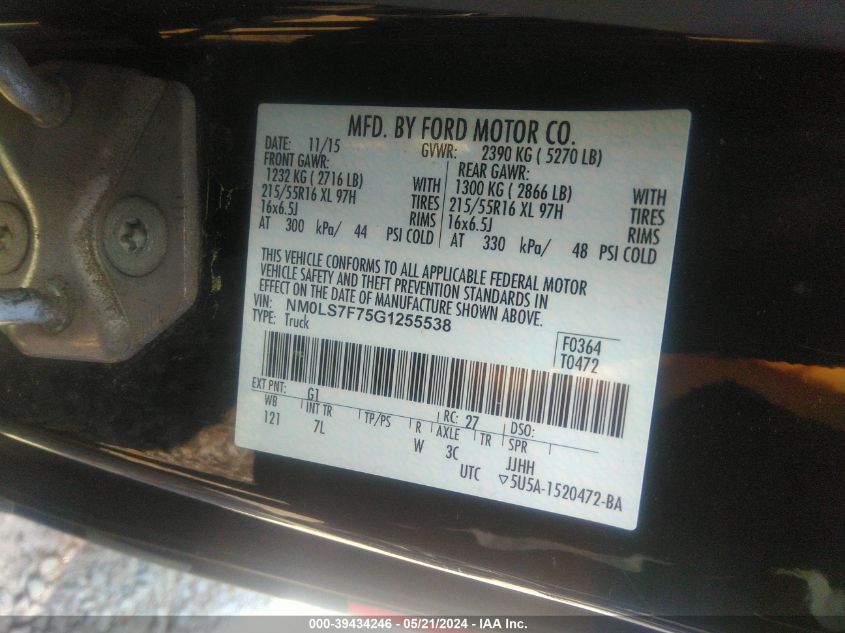 MFD. BY FORD MOTOR CO.
DATE: 11/15 GVWR: 2390 KG ( 5270 LB)
FRONT GAWR: REAR GAWR:
1232 KG ( 2716 LB) WITH 1300 KG ( 2866 LB) WITH
215/55R16 XL 97H TIRES 215/55R16 XL 97H TIRES
16x6.5J RIMS 16x6.5J RIMS
AT 300 kPa/ 44 PSI COLD AT 330 kPa/ 48 PSI COLD
THIS VEHICLE CONFORMS TO ALL APPLICABLE FEDERAL MOTOR
VEHICLE SAFETY AND THEFT PREVENTION STANDARDS IN
EFFECT ON THE DATE OF MANUFACTURE SHOWN ABOVE.
VIN: NM0LS7F75G1255538
TYPE: Truck
F0364
T0472
EXT PNT: G1 RC: 27 DSO:
WB INT TR TP/PS R AXLE TR SPR
121 7L W 3C JJHH
UTC ▽5U5A-1520472-BA
000-39434246 - 05/21/2024 - IAA Inc.